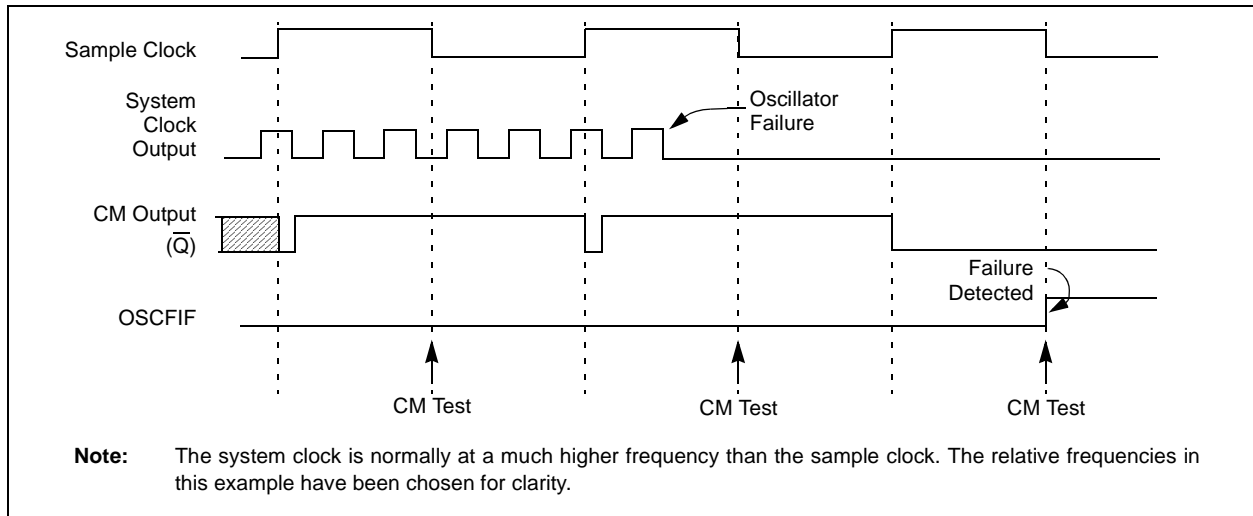 Sample Clock
System
Clock
Output
Oscillator
Failure
CM Output
(Q̅)
Failure
Detected
OSCFIF
CM Test
CM Test
CM Test
Note: The system clock is normally at a much higher frequency than the sample clock. The relative frequencies in
this example have been chosen for clarity.